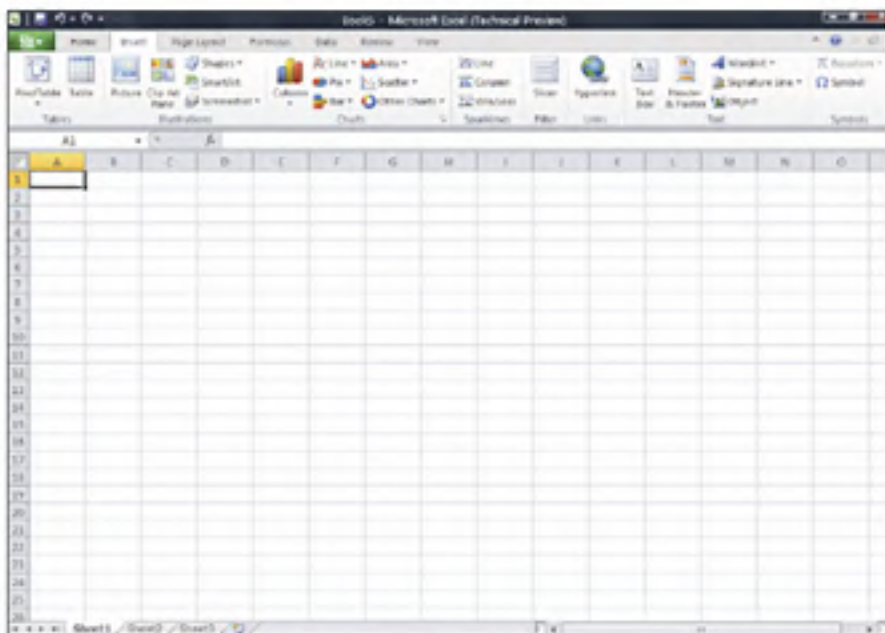 Book5 - Microsoft Excel (Technical Preview)
Home Insert Page Layout Formulas Data Review View
Shapes Line Area Line WordArt Equation
PivotTable Table Picture Clip Art SmartArt Column Pie Scatter Column Slicer Hyperlink Text Header Signature Line Symbol
Pane Screenshot Bar Other Charts Win/Loss Box & Footer Object
Tables Illustrations Charts Sparklines Filter Links Text Symbols
A1 fx
A B C D E F G H I J K L M N O
1
2
3
4
5
6
7
8
9
10
11
12
13
14
15
16
17
18
19
20
21
22
23
24
25
26
Sheet1 Sheet2 Sheet3